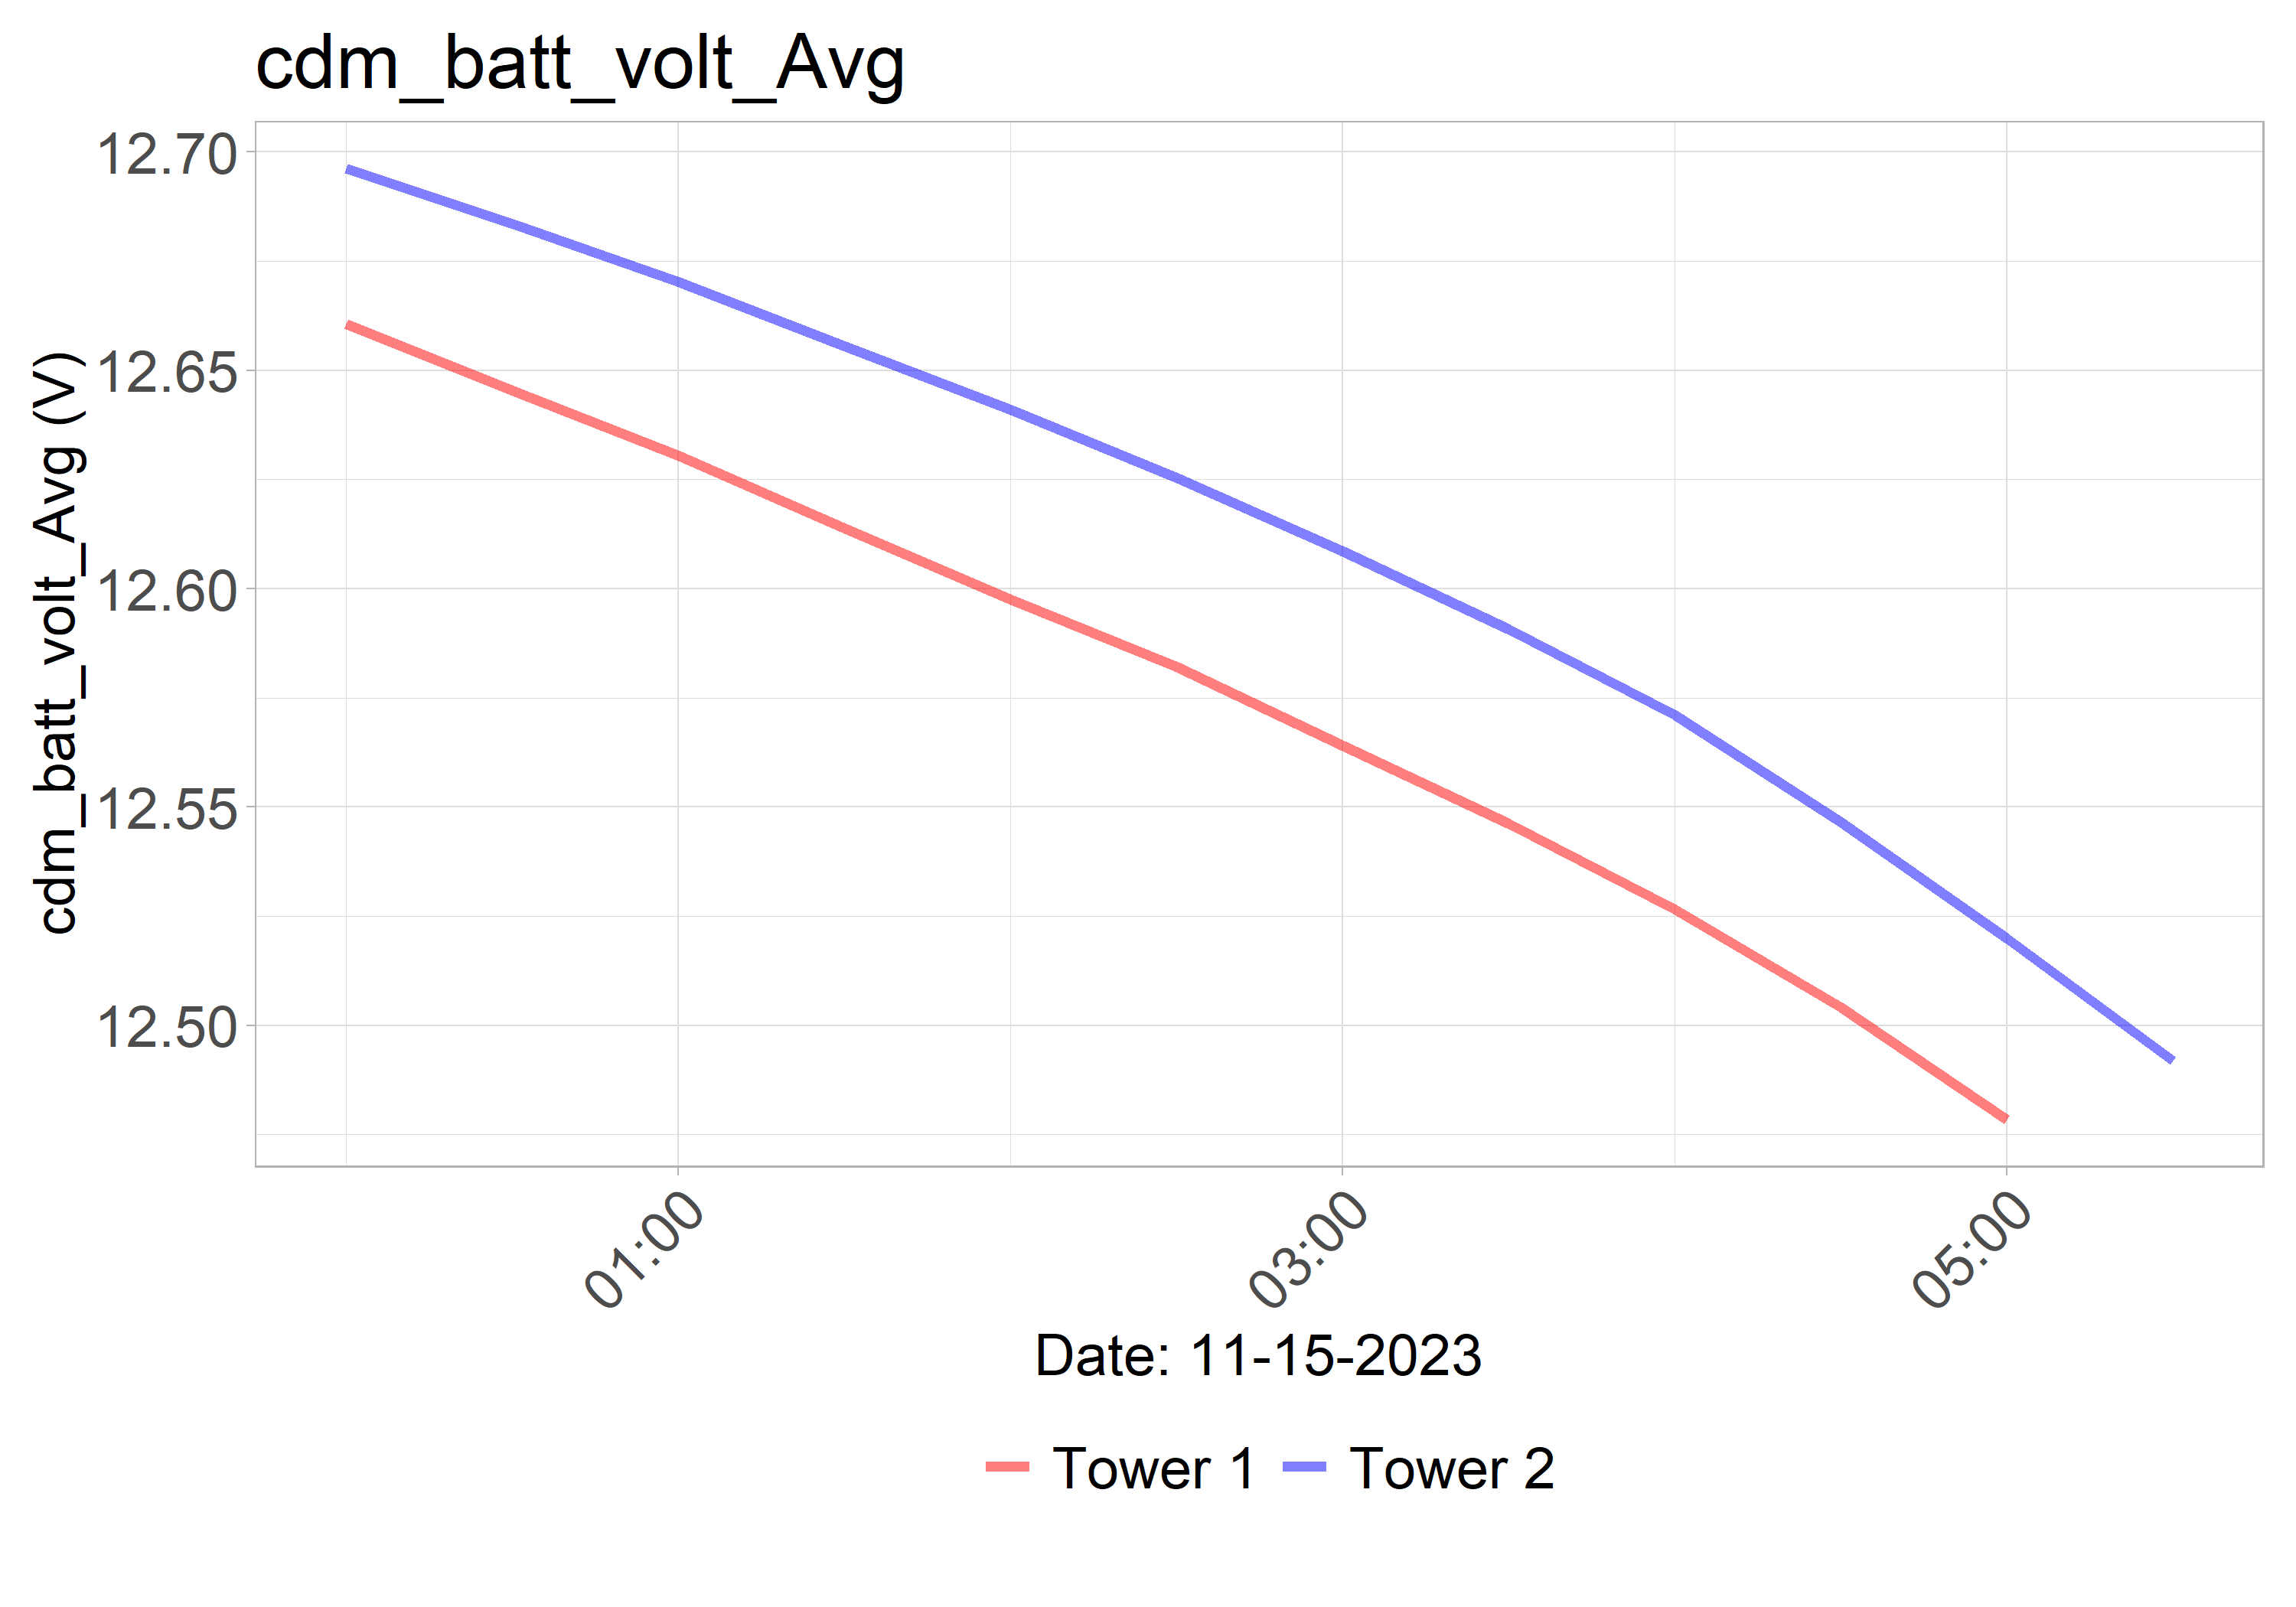 cdm_batt_volt_Avg
cdm_batt_volt_Avg (V)
12.70
12.65
12.60
12.55
12.50
01:00
03:00
05:00
Date: 11-15-2023
Tower 1
Tower 2